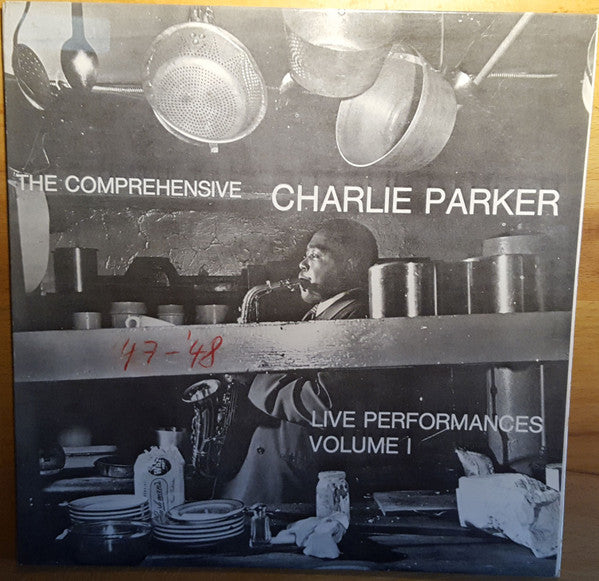 THE COMPREHENSIVE CHARLIE PARKER
'47-'48
LIVE PERFORMANCES
VOLUME I